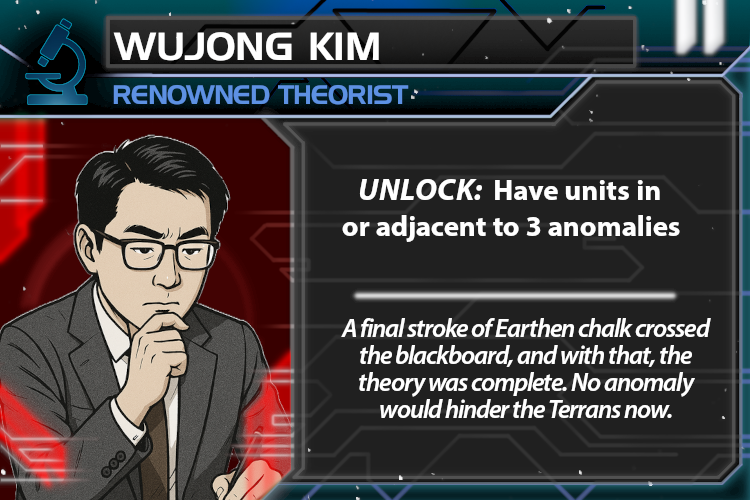 WUJONG KIM
RENOWNED THEORIST
UNLOCK: Have units in
or adjacent to 3 anomalies
A final stroke of Earthen chalk crossed
the blackboard, and with that, the
theory was complete. No anomaly
would hinder the Terrans now.